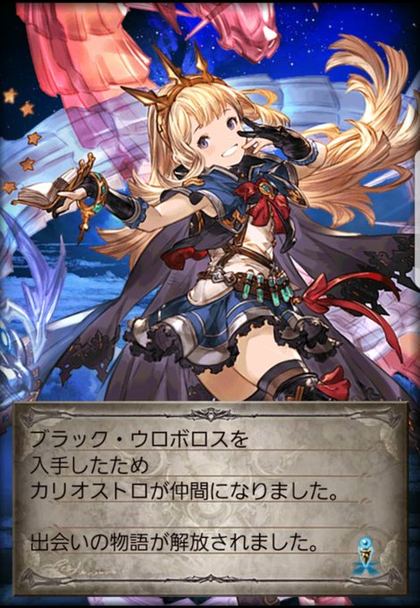 ブラック・ウロボロスを
入手したため
カリオストロが仲間になりました。
出会いの物語が解放されました。